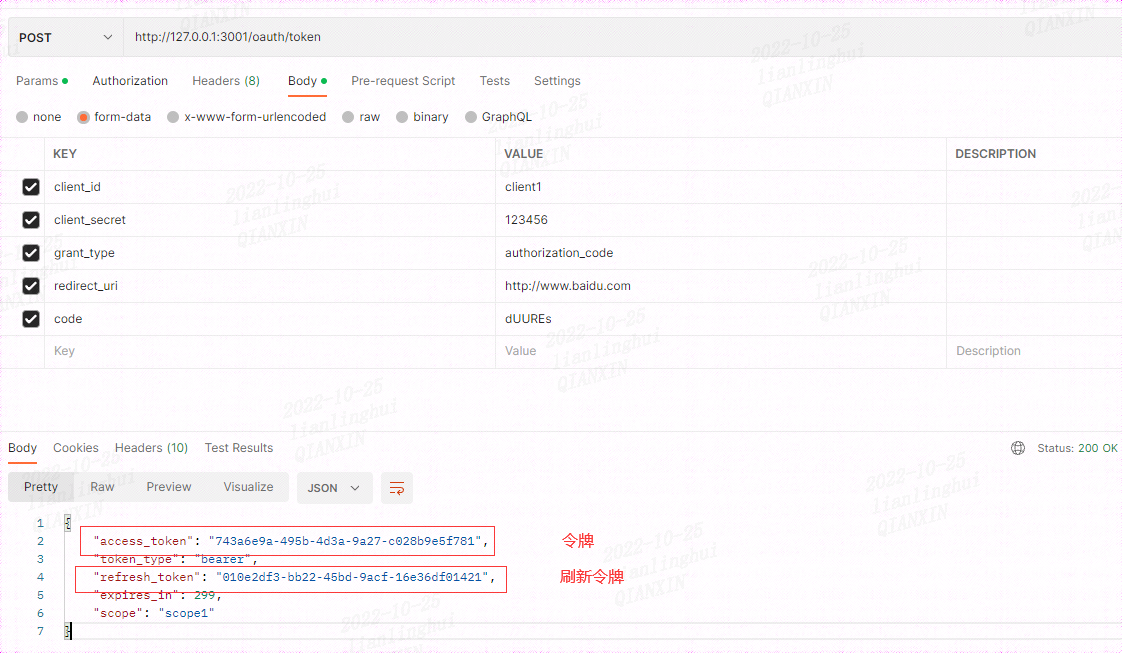 POST http://127.0.0.1:3001/oauth/token
Params Authorization Headers (8) Body Pre-request Script Tests Settings
none form-data x-www-form-urlencoded raw binary GraphQL
KEY VALUE DESCRIPTION
client_id client1
client_secret 123456
grant_type authorization_code
redirect_uri http://www.baidu.com
code dUUREs
Key Value Description
Body Cookies Headers (10) Test Results Status: 200 OK
Pretty Raw Preview Visualize JSON
1 {
2 "access_token": "743a6e9a-495b-4d3a-9a27-c028b9e5f781", 令牌
3 "token_type": "bearer",
4 "refresh_token": "010e2df3-bb22-45bd-9acf-16e36df01421", 刷新令牌
5 "expires_in": 299,
6 "scope": "scope1"
7 }
2022-10-25
lianlinghui
QIANXIN